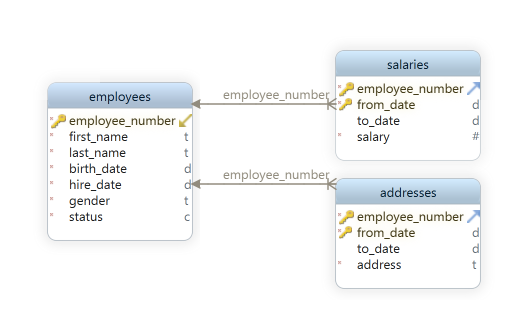 employees
employee_number
first_name t
last_name t
birth_date d
hire_date d
gender t
status c
employee_number
employee_number
salaries
employee_number
from_date d
to_date d
salary #
addresses
employee_number
from_date d
to_date d
address t